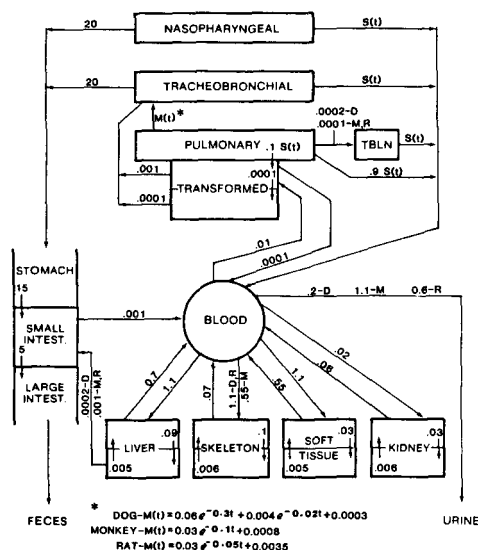 20
NASOPHARYNGEAL
S(t)
20
TRACHEOBRONCHIAL
S(t)
M(t)*
.0002-D
.0001-M,R
PULMONARY
TBLN
S(t)
.1 S(t)
.9 S(t)
.001
.0001
.0001
TRANSFORMED
.01
.0001
STOMACH
15
SMALL
INTEST.
5
LARGE
INTEST.
.001
BLOOD
.2-D 1.1-M 0.6-R
.0002-D
.001-M,R
0.7
1.1
.07
1.1-D,R
.55-M
.55
1.1
.08
.02
LIVER
.09
.005
SKELETON
.1
.006
SOFT
TISSUE
.03
.005
KIDNEY
.03
.006
FECES
URINE
* DOG-M(t)=0.06e^-0.3t+0.004e^-0.02t+0.0003
MONKEY-M(t)=0.03e^-0.1t+0.0008
RAT-M(t)=0.03e^-0.05t+0.0035